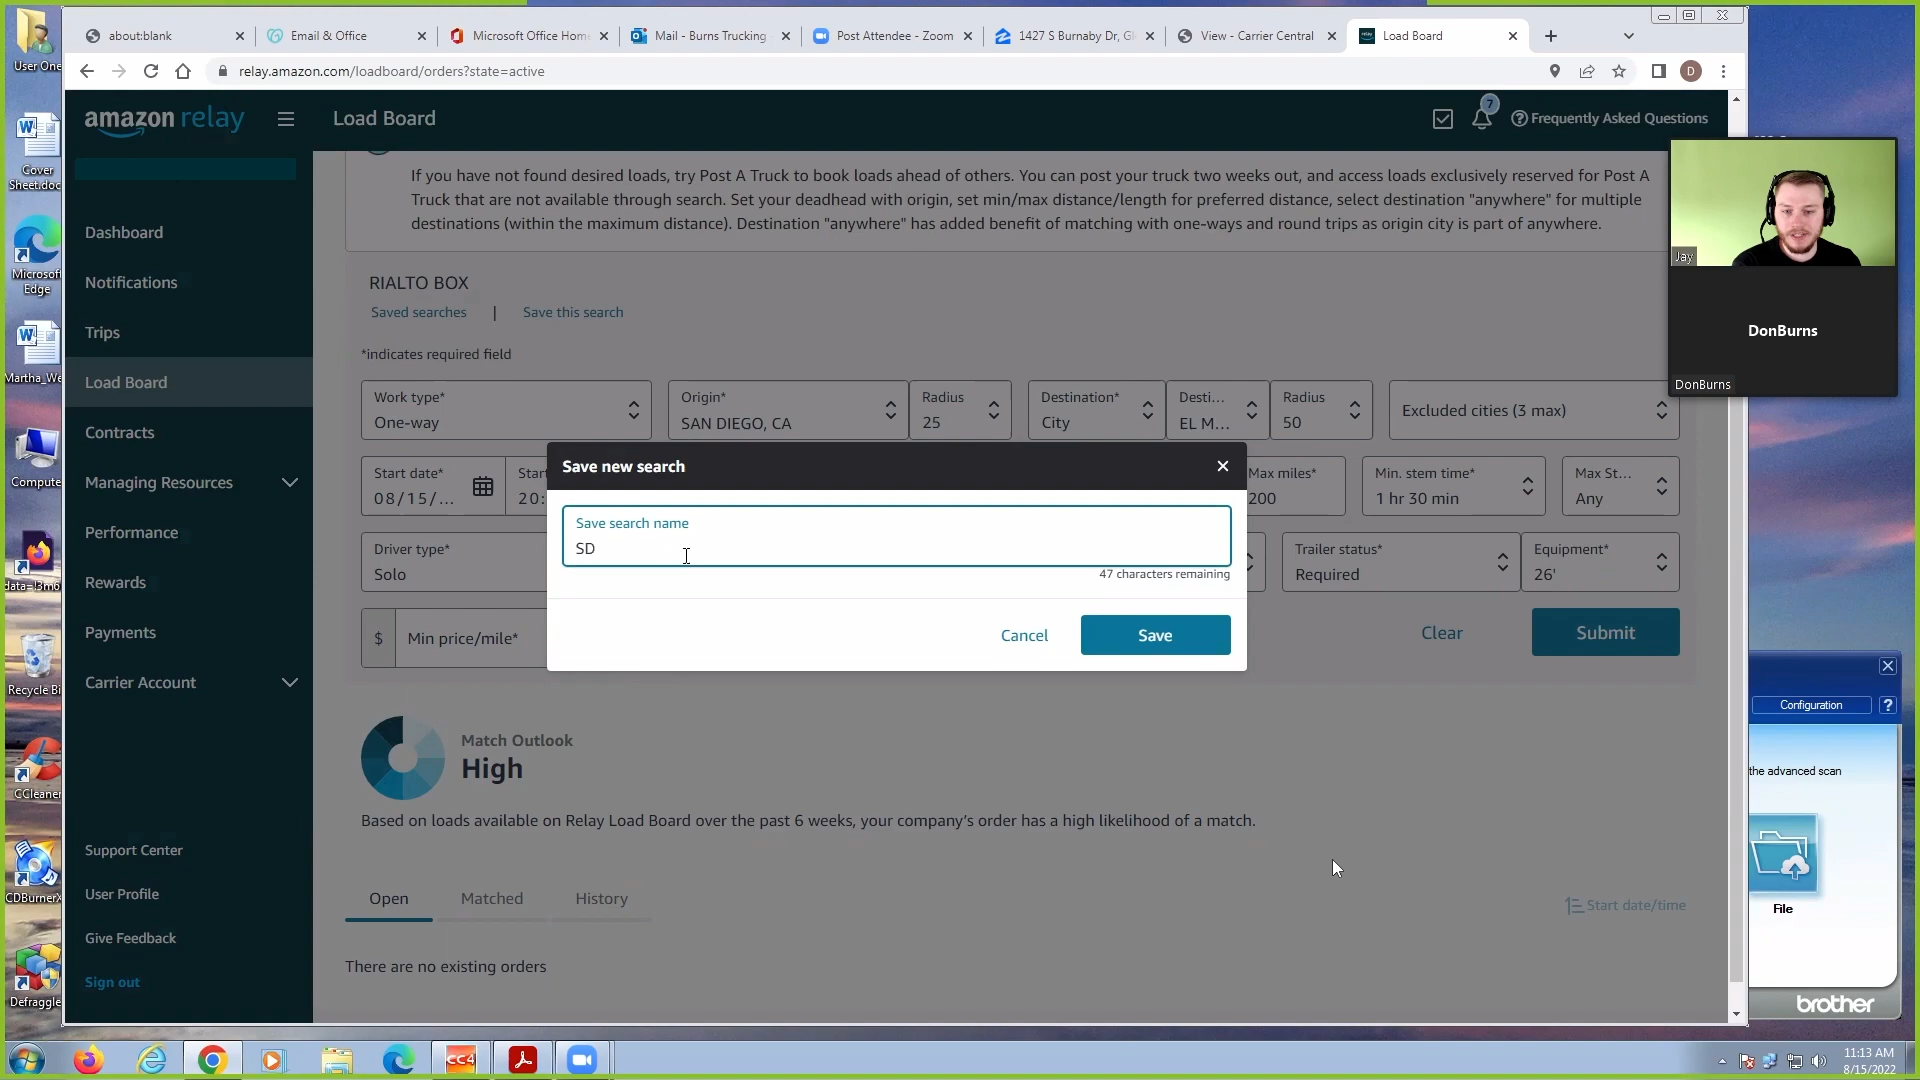 about:blank
Email & Office
Microsoft Office Home
Mail - Burns Trucking
Post Attendee - Zoom
1427 S Burnaby Dr, Gl
View - Carrier Central
Load Board
relay.amazon.com/loadboard/orders?state=active
D
amazon relay
Load Board
7
Frequently Asked Questions
If you have not found desired loads, try Post A Truck to book loads ahead of others. You can post your truck two weeks out, and access loads exclusively reserved for Post A
Truck that are not available through search. Set your deadhead with origin, set min/max distance/length for preferred distance, select destination "anywhere" for multiple
destinations (within the maximum distance). Destination "anywhere" has added benefit of matching with one-ways and round trips as origin city is part of anywhere.
Dashboard
Notifications
Trips
Load Board
Contracts
Managing Resources
Performance
Rewards
Payments
Carrier Account
Support Center
User Profile
Give Feedback
Sign out
RIALTO BOX
Saved searches | Save this search
*indicates required field
Work type*
One-way
Origin*
SAN DIEGO, CA
Radius
25
Destination*
City
Desti...
EL M...
Radius
50
Excluded cities (3 max)
Start date*
08/15/...
Start
20:
Max miles*
200
Min. stem time*
1 hr 30 min
Max St...
Any
Driver type*
Solo
Trailer status*
Required
Equipment*
26'
$ Min price/mile*
Clear
Submit
Save new search
Save search name
SD
47 characters remaining
Cancel
Save
Match Outlook
High
Based on loads available on Relay Load Board over the past 6 weeks, your company's order has a high likelihood of a match.
Open
Matched
History
Start date/time
There are no existing orders
Jay
DonBurns
DonBurns
Configuration
?
the advanced scan
File
brother
User One
Cover
Sheet.doc
Microsof
Edge
Martha_We
Compute
Recycle Bi
CCleaner
CDBurnerX
Defraggle
CC4
11:13 AM
8/15/2022